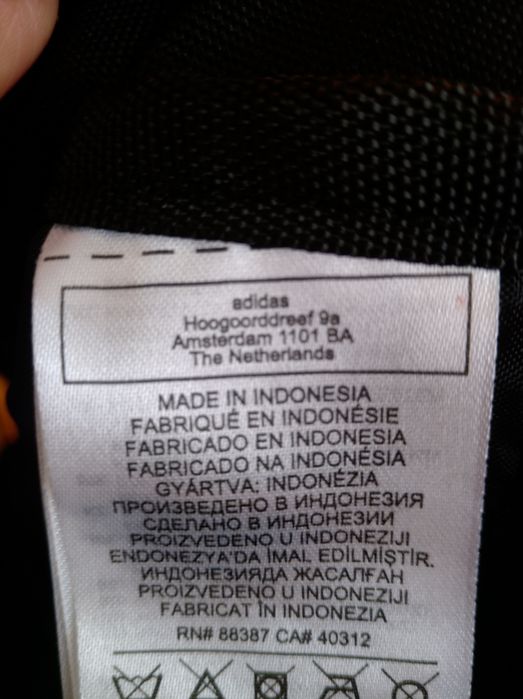 adidas
Hoogoorddreef 9a
Amsterdam 1101 BA
The Netherlands
MADE IN INDONESIA
FABRIQUÉ EN INDONÉSIE
FABRICADO EN INDONESIA
FABRICADO NA INDONÉSIA
GYÁRTVA: INDONÉZIA
ПРОИЗВЕДЕНО В ИНДОНЕЗИЯ
СДЕЛАНО В ИНДОНЕЗИИ
PROIZVEDENO U INDONEZIJI
ENDONEZYA'DA IMAL EDİLMİŞTİR.
ИНДОНЕЗИЯДА ЖАСАЛҒАН
PROIZVEDENO U INDONEZIJI
FABRICAT ÎN INDONEZIA
RN# 88387 CA# 40312